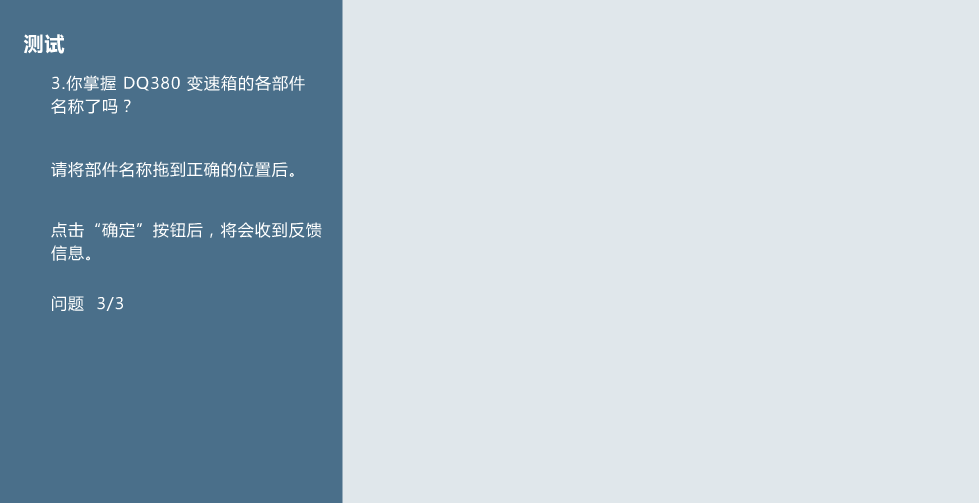 测试
3.你掌握 DQ380 变速箱的各部件
名称了吗？
请将部件名称拖到正确的位置后。
点击“确定”按钮后，将会收到反馈
信息。
问题 3/3